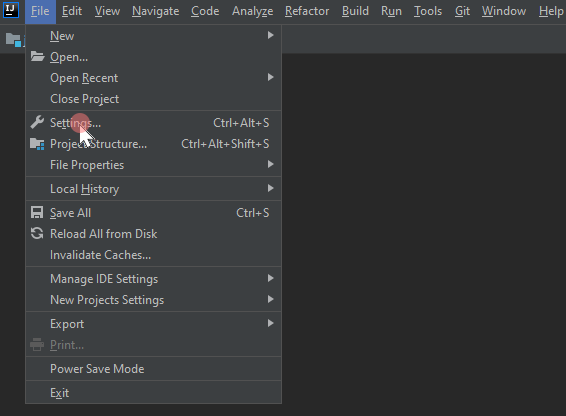 IJ File Edit View Navigate Code Analyze Refactor Build Run Tools Git Window Help
New
Open...
Open Recent
Close Project
Settings... Ctrl+Alt+S
Project Structure... Ctrl+Alt+Shift+S
File Properties
Local History
Save All Ctrl+S
Reload All from Disk
Invalidate Caches...
Manage IDE Settings
New Projects Settings
Export
Print...
Power Save Mode
Exit